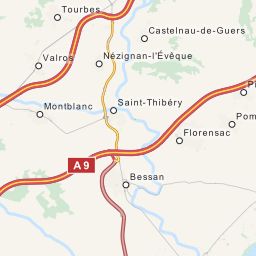 Tourbes
Castelnau-de-Guers
Nézignan-l'Évêque
Valros
Montblanc
Saint-Thibéry
Florensac
A 9
Bessan